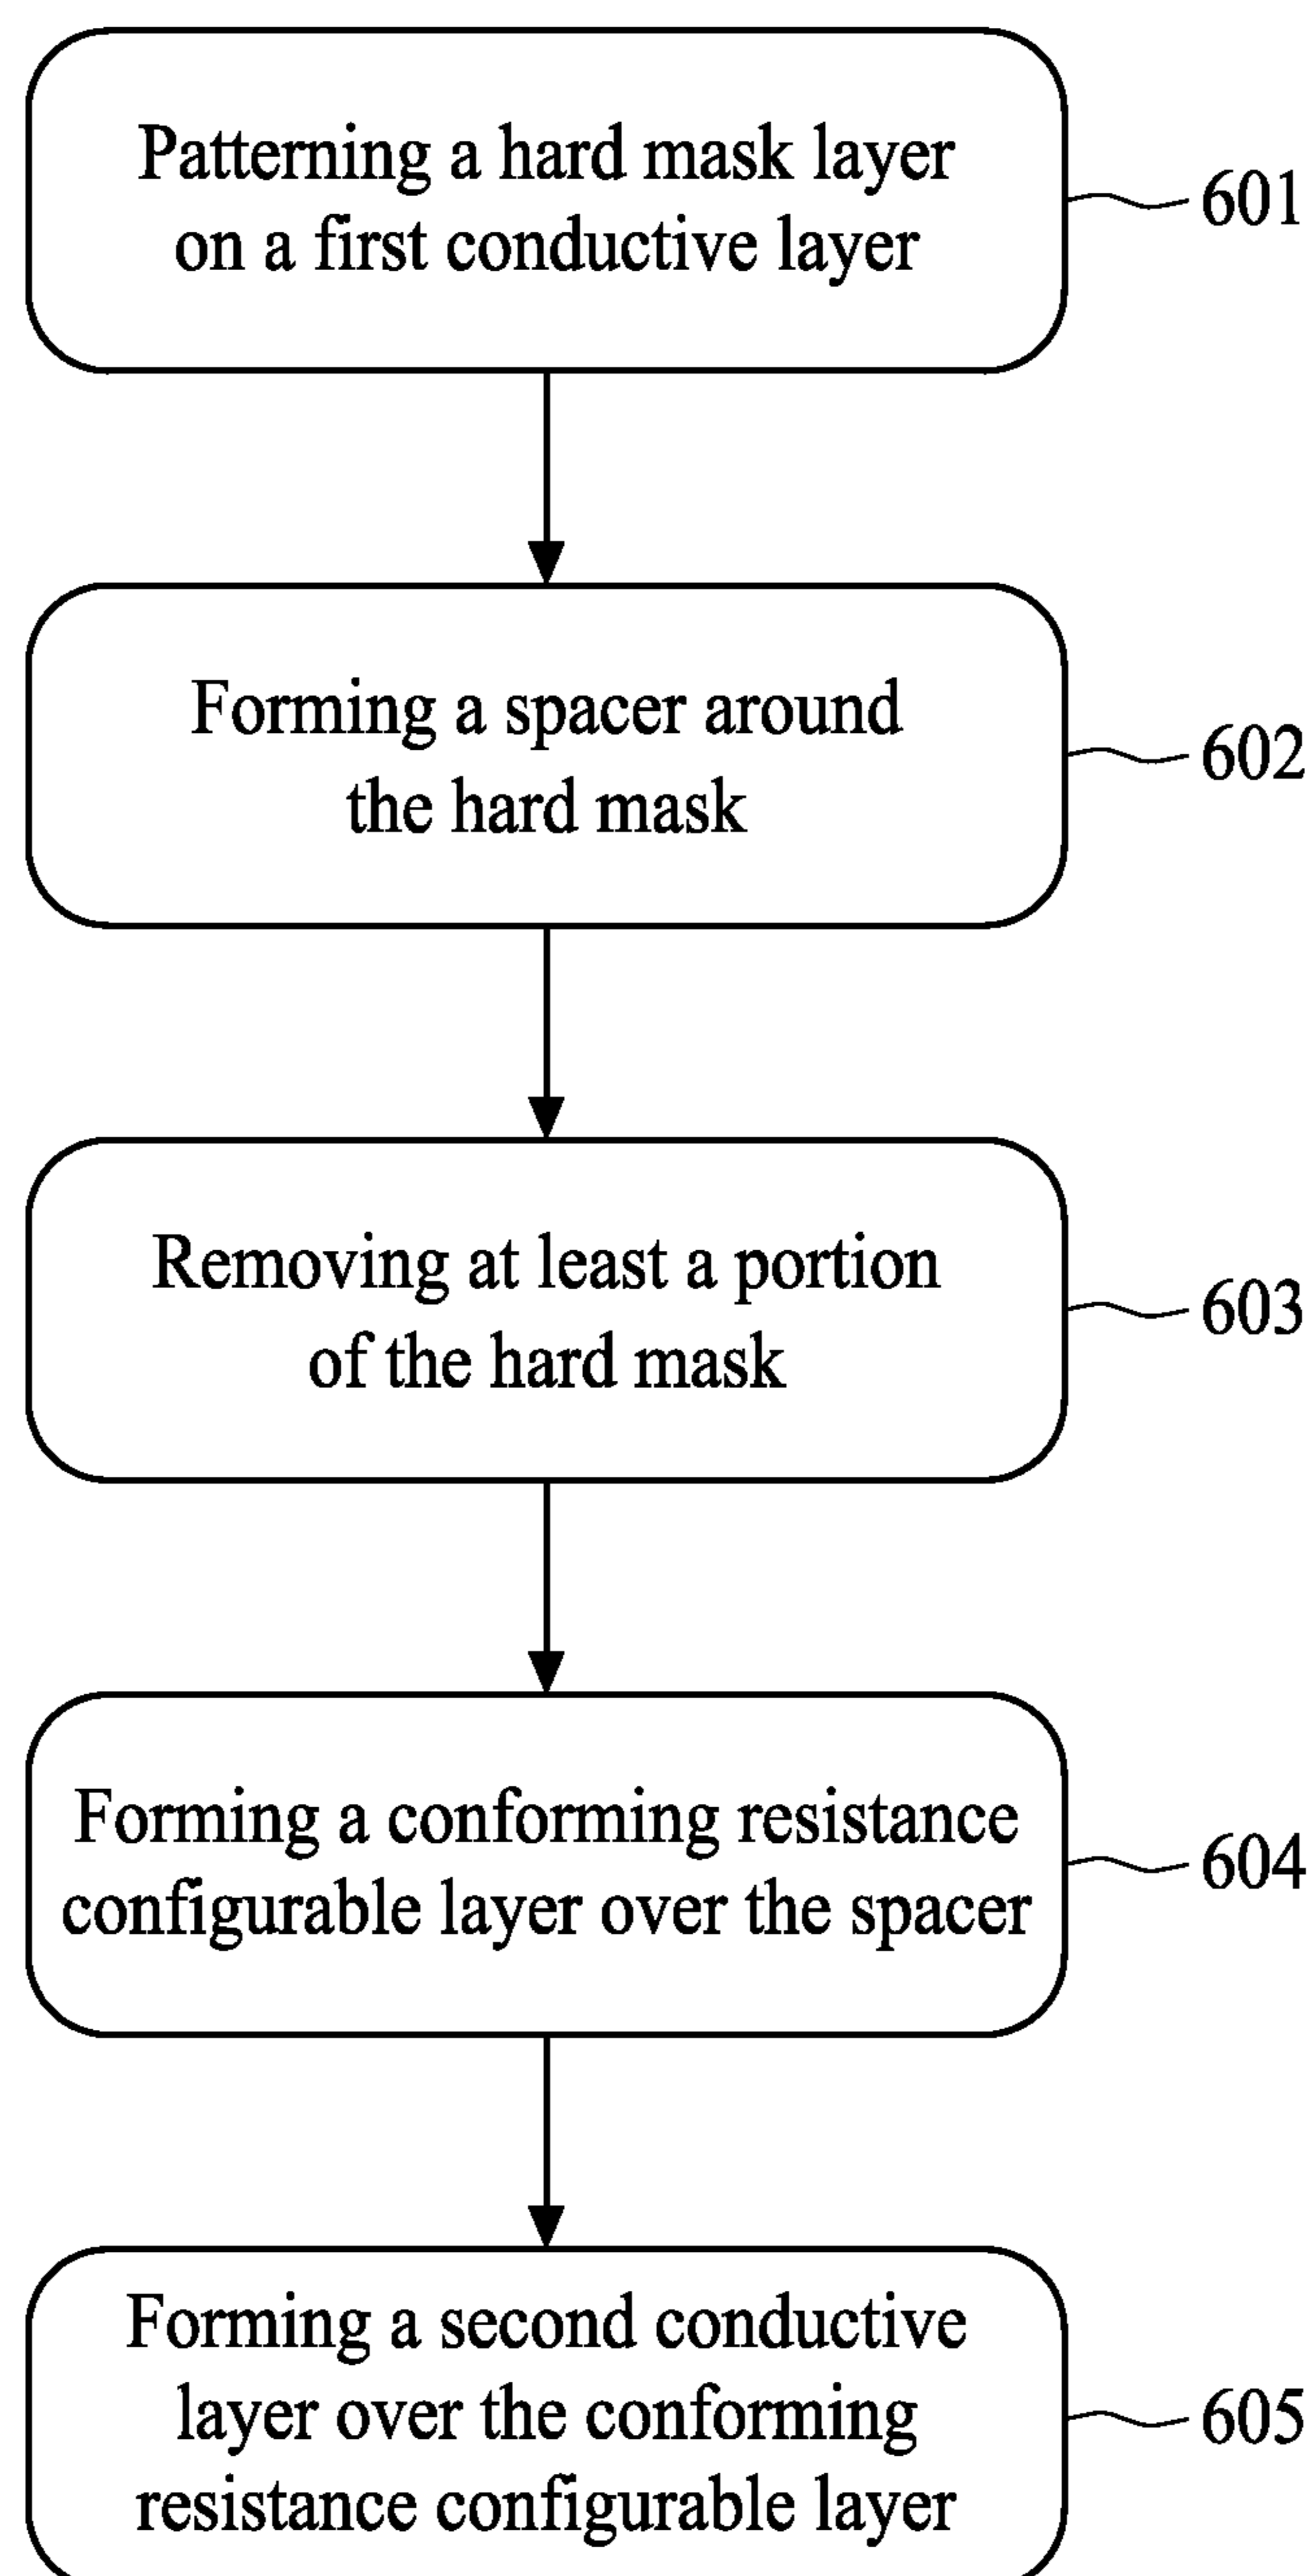 Patterning a hard mask layer
on a first conductive layer
601
Forming a spacer around
the hard mask
602
Removing at least a portion
of the hard mask
603
Forming a conforming resistance
configurable layer over the spacer
604
Forming a second conductive
layer over the conforming
resistance configurable layer
605